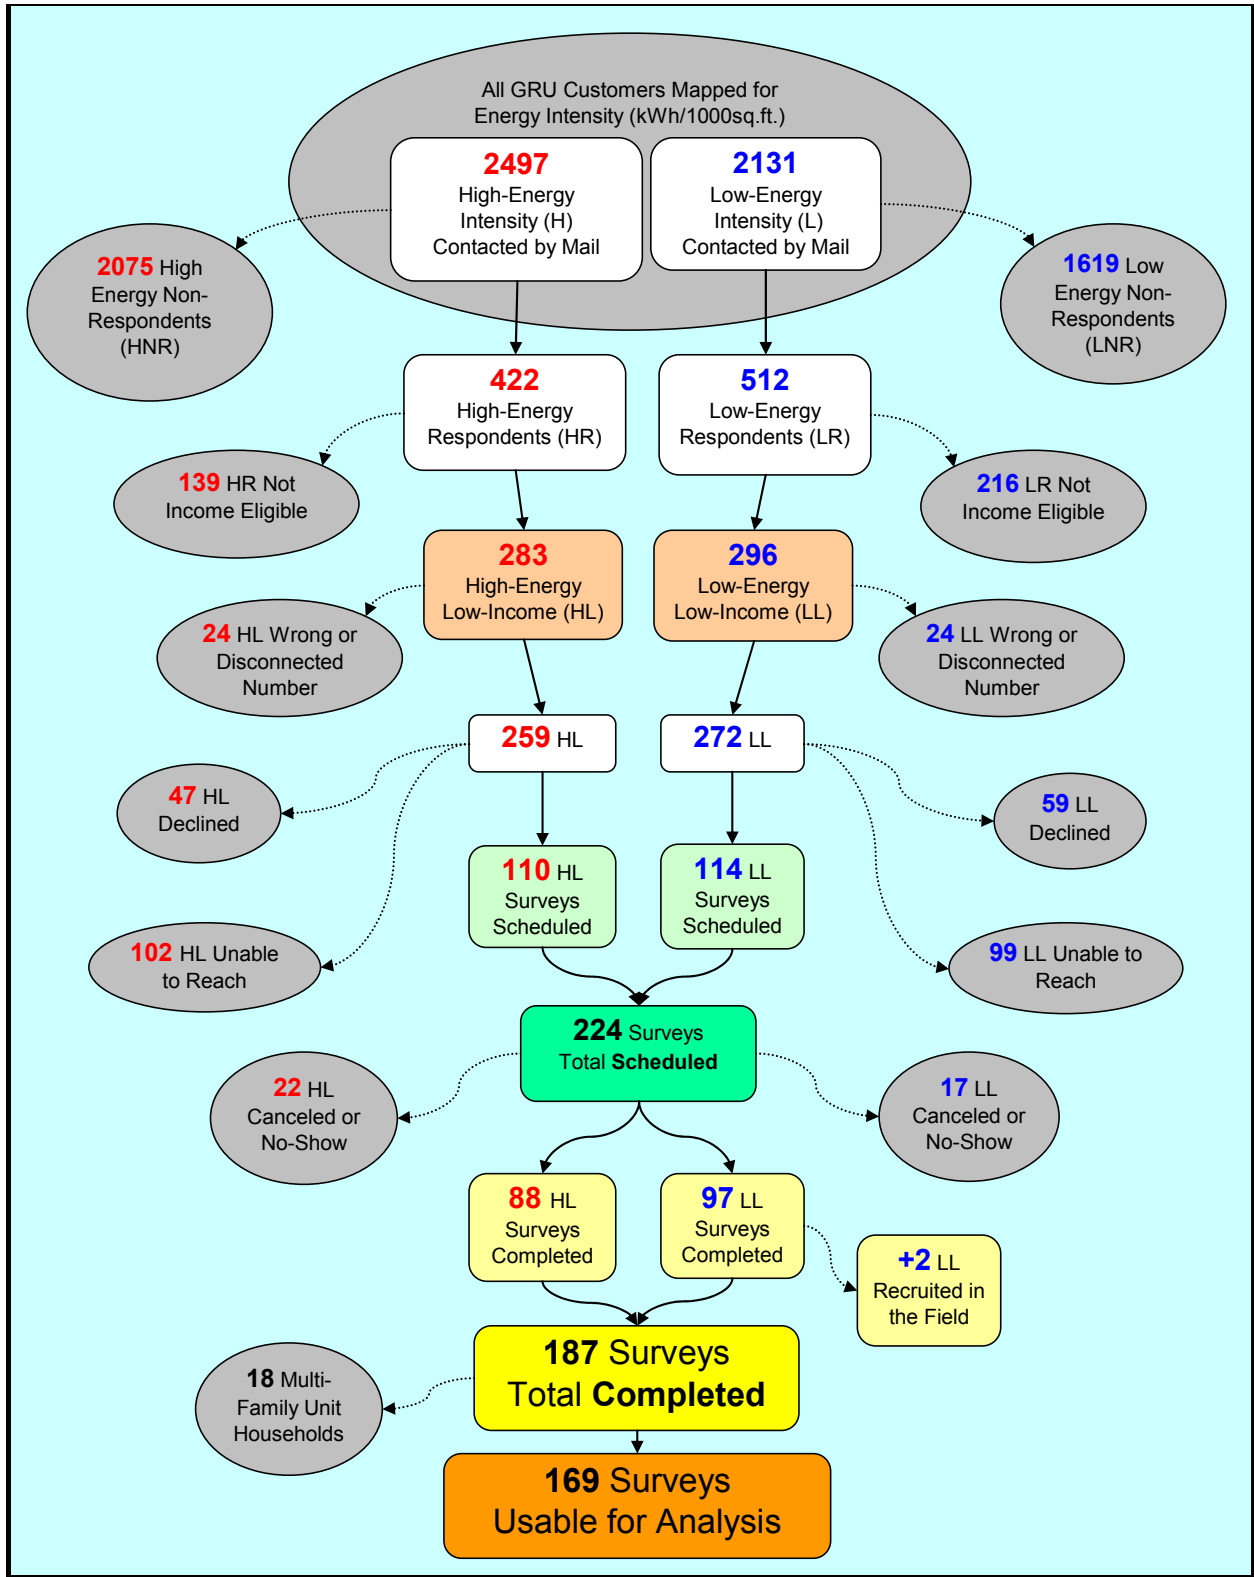 All GRU Customers Mapped for
Energy Intensity (kWh/1000sq.ft.)
2497
High-Energy
Intensity (H)
Contacted by Mail
2131
Low-Energy
Intensity (L)
Contacted by Mail
2075 High
Energy Non-
Respondents
(HNR)
1619 Low
Energy Non-
Respondents
(LNR)
422
High-Energy
Respondents (HR)
512
Low-Energy
Respondents (LR)
139 HR Not
Income Eligible
216 LR Not
Income Eligible
283
High-Energy
Low-Income (HL)
296
Low-Energy
Low-Income (LL)
24 HL Wrong or
Disconnected
Number
24 LL Wrong or
Disconnected
Number
259 HL
272 LL
47 HL
Declined
59 LL
Declined
110 HL
Surveys
Scheduled
114 LL
Surveys
Scheduled
102 HL Unable
to Reach
99 LL Unable to
Reach
224 Surveys
Total Scheduled
22 HL
Canceled or
No-Show
17 LL
Canceled or
No-Show
88 HL
Surveys
Completed
97 LL
Surveys
Completed
+2 LL
Recruited in
the Field
187 Surveys
Total Completed
18 Multi-
Family Unit
Households
169 Surveys
Usable for Analysis